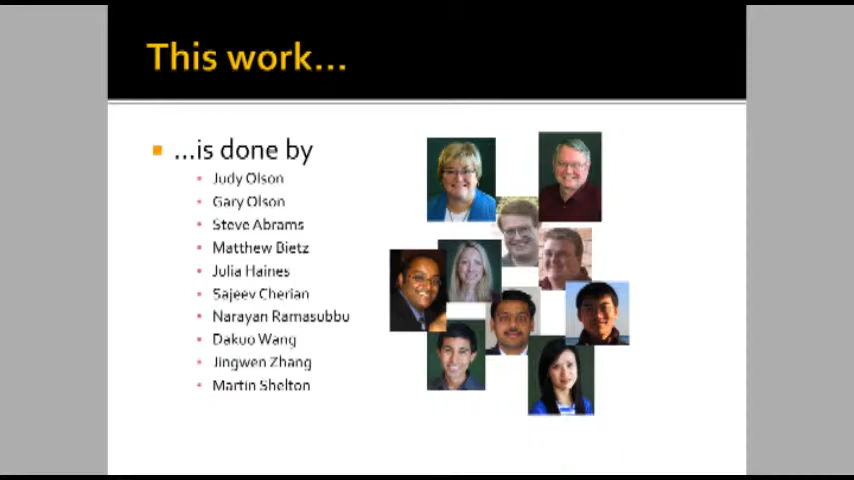 This work...
...is done by
Judy Olson
Gary Olson
Steve Abrams
Matthew Bietz
Julia Haines
Sajeev Cherian
Narayan Ramasubbu
Dakuo Wang
Jingwen Zhang
Martin Shelton